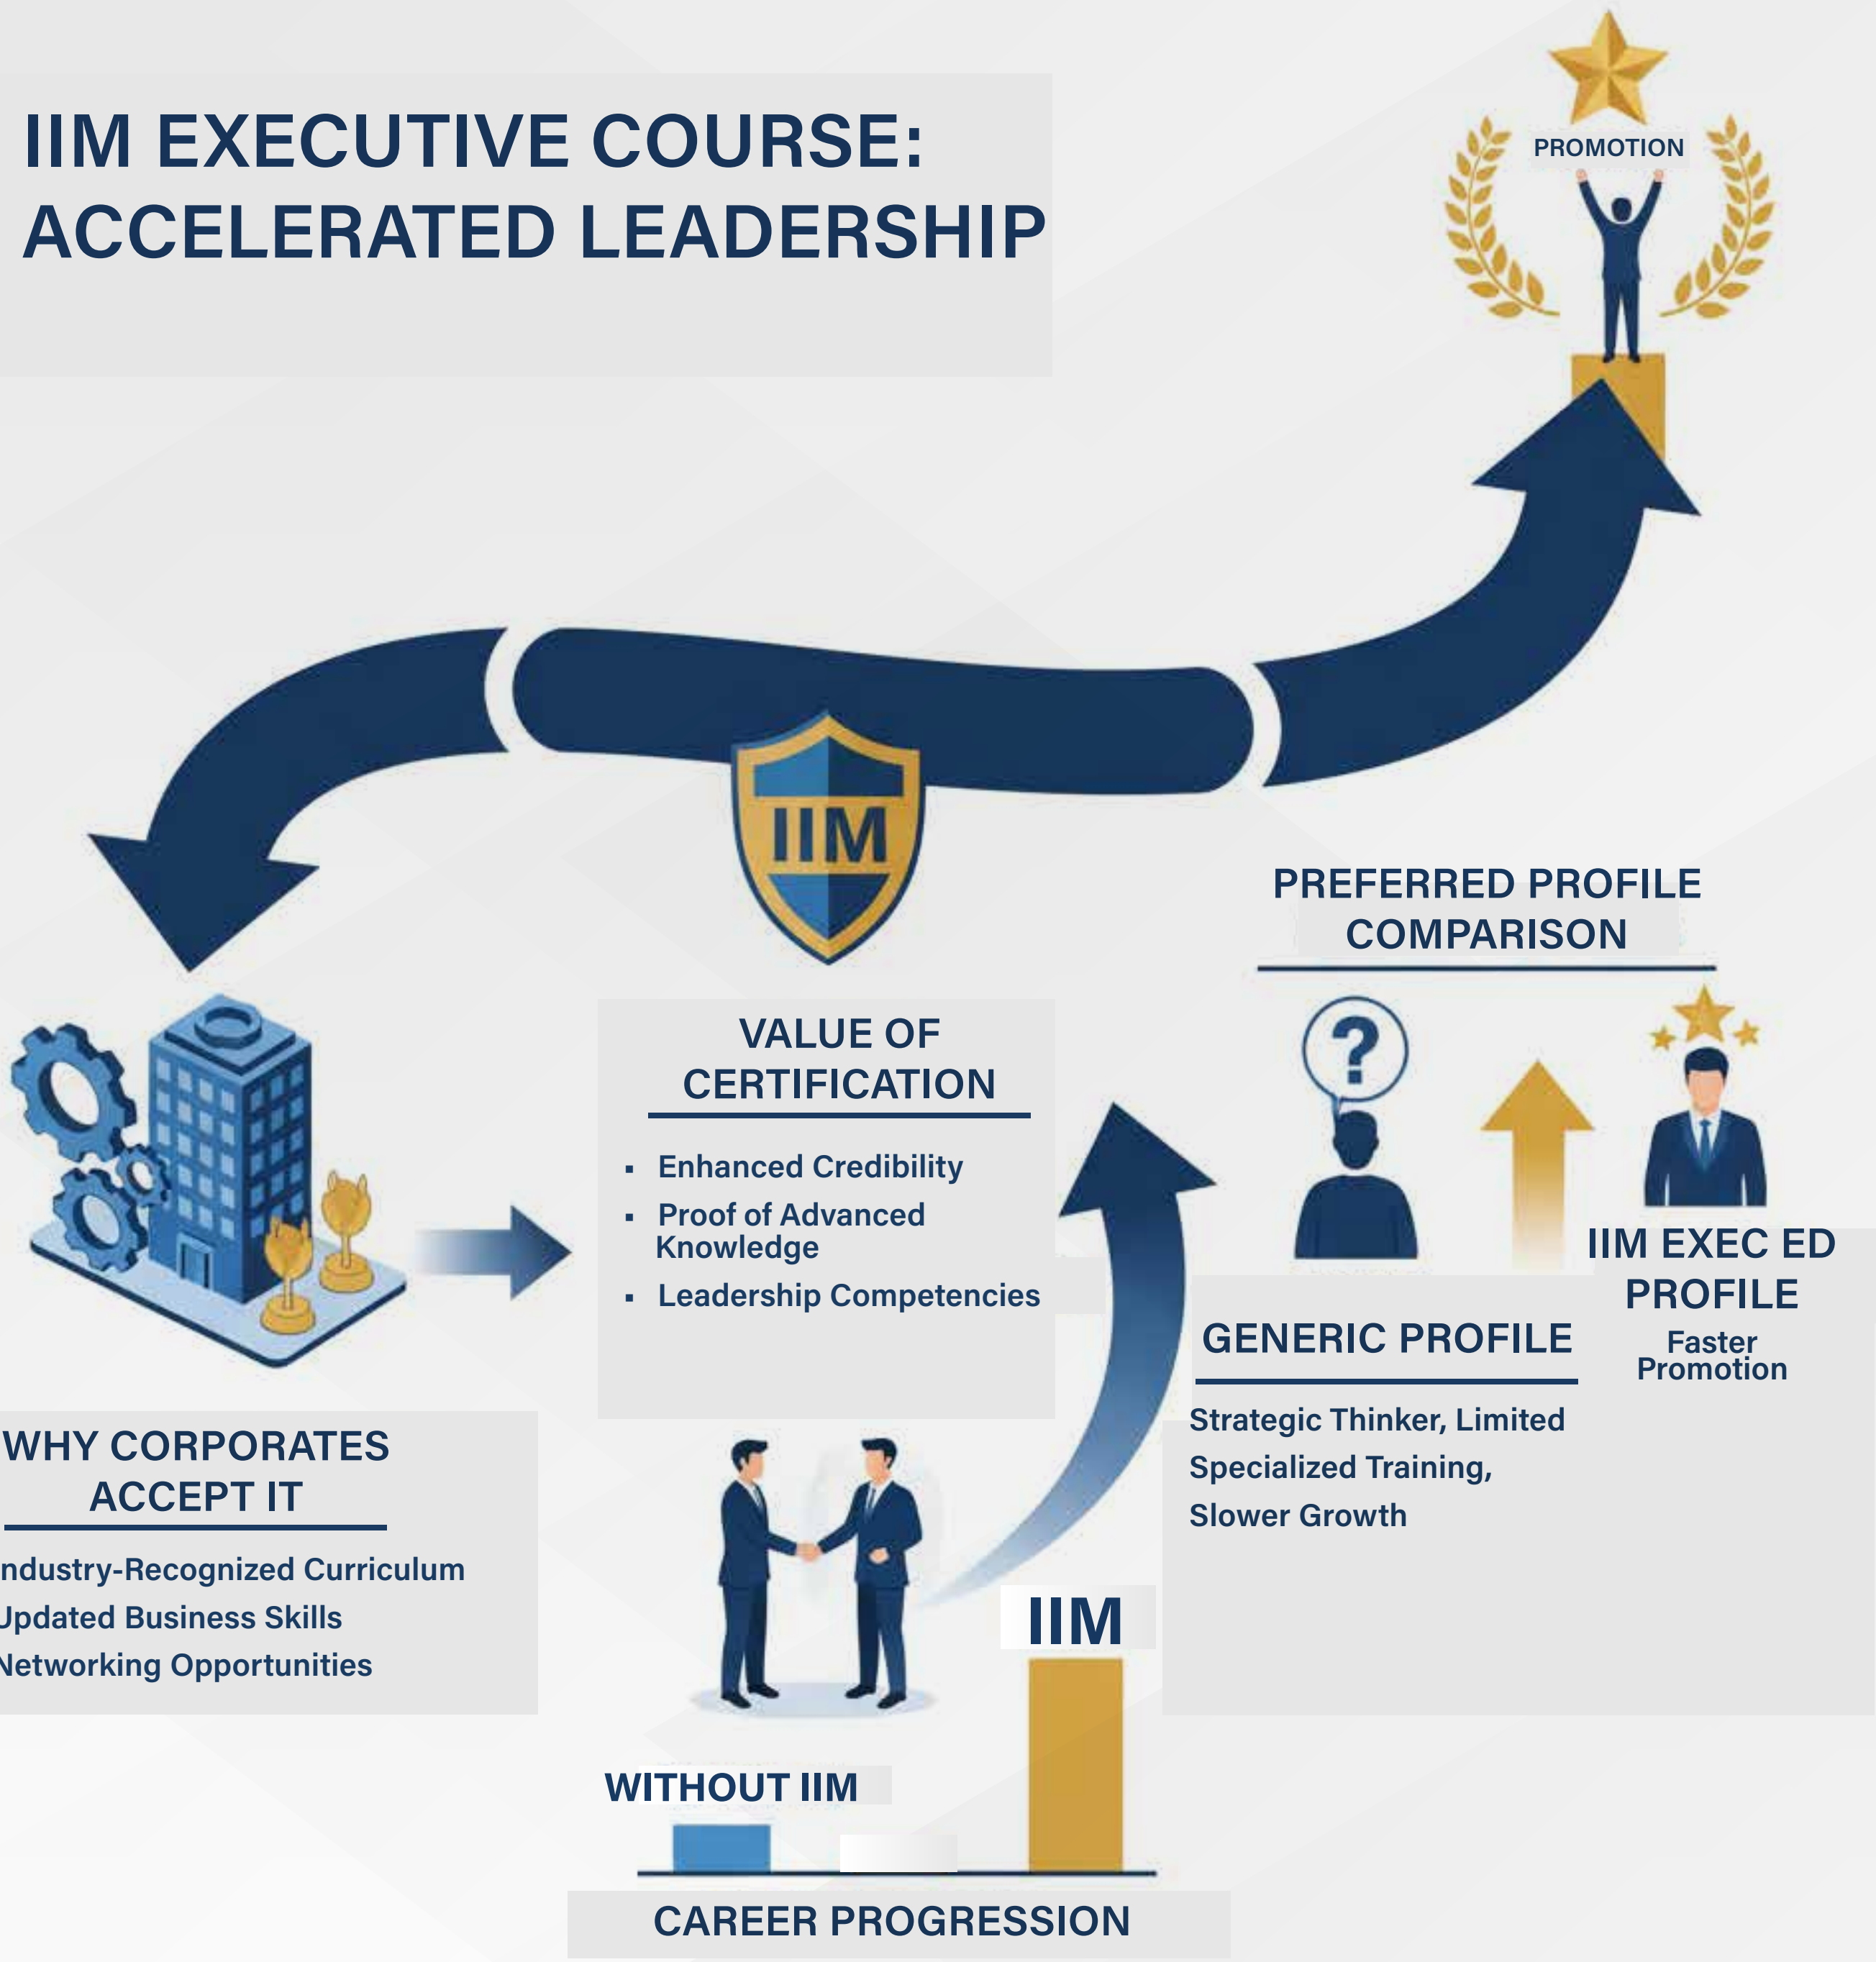 IIM EXECUTIVE COURSE:
ACCELERATED LEADERSHIP
PROMOTION
IIM
PREFERRED PROFILE
COMPARISON
?
VALUE OF
CERTIFICATION
▪ Enhanced Credibility
▪ Proof of Advanced
Knowledge
▪ Leadership Competencies
IIM EXEC ED
PROFILE
Faster
Promotion
GENERIC PROFILE
Strategic Thinker, Limited
Specialized Training,
Slower Growth
WHY CORPORATES
ACCEPT IT
ndustry-Recognized Curriculum
Updated Business Skills
Networking Opportunities
IIM
WITHOUT IIM
CAREER PROGRESSION